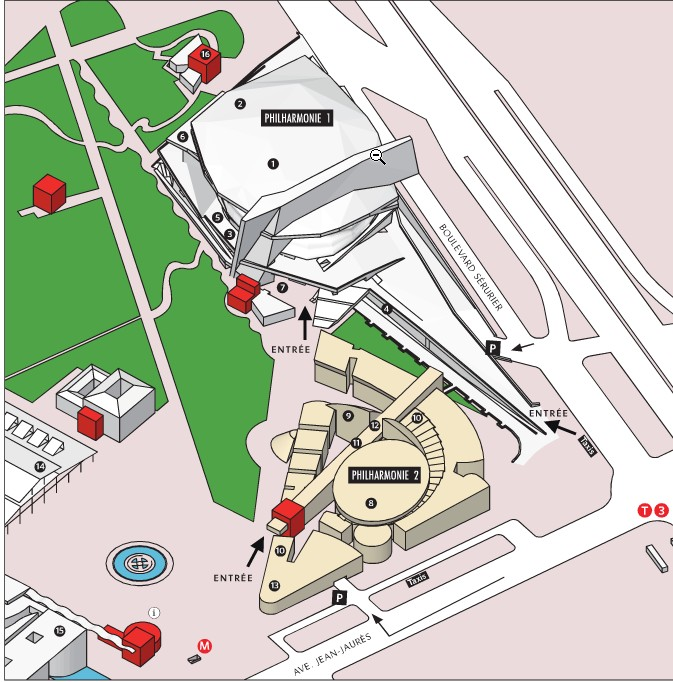 16
2
PHILHARMONIE 1
6
1
5
3
BOULEVARD SÉRURIER
7
4
ENTRÉE
P
9
12
10
ENTRÉE
11
Taxis
14
PHILHARMONIE 2
8
T 3
10
ENTRÉE
Taxis
13
P
i
15
M
AVE. JEAN-JAURÈS